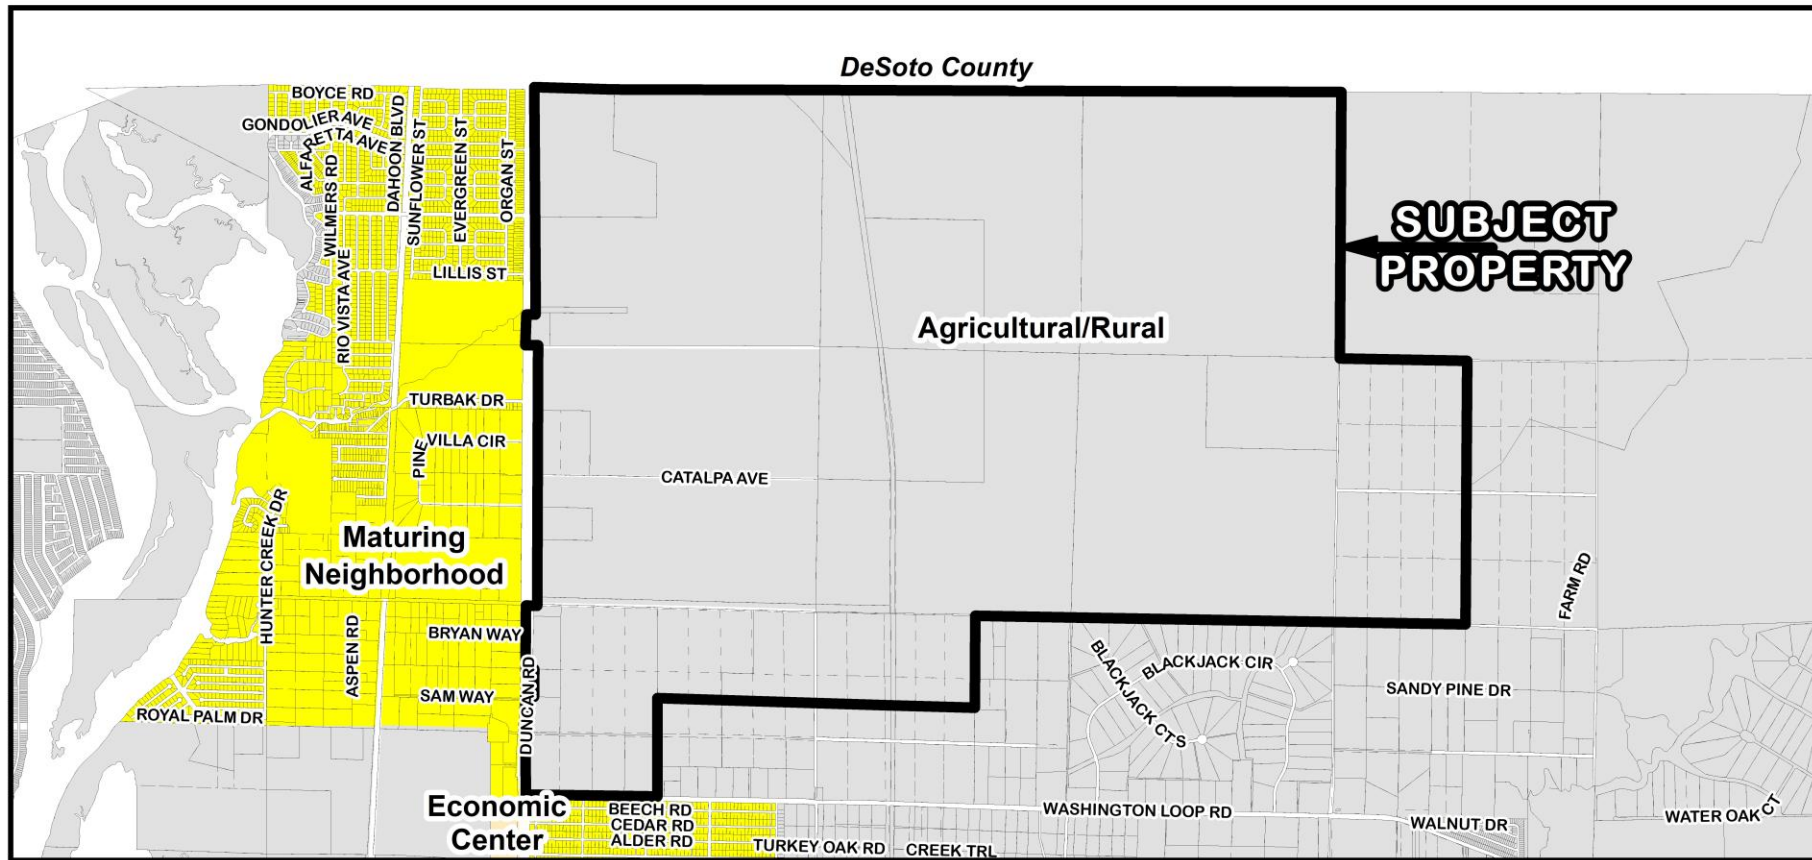 DeSoto County
BOYCE RD
GONDOLIER AVE
ALFARETTA AVE
WILMERS RD
RIO VISTA AVE
DAHOON BLVD
SUNFLOWER ST
EVERGREEN ST
ORGAN ST
LILLIS ST
SUBJECT
PROPERTY
Agricultural/Rural
TURBAK DR
VILLA CIR
PINE
CATALPA AVE
HUNTER CREEK DR
Maturing
Neighborhood
FARM RD
ASPEN RD
BRYAN WAY
SAM WAY
DUNCAN RD
ROYAL PALM DR
BLACKJACK CIR
BLACKJACK CTS
SANDY PINE DR
Economic
Center
BEECH RD
CEDAR RD
ALDER RD
TURKEY OAK RD
CREEK TRL
WASHINGTON LOOP RD
WALNUT DR
WATER OAK CT